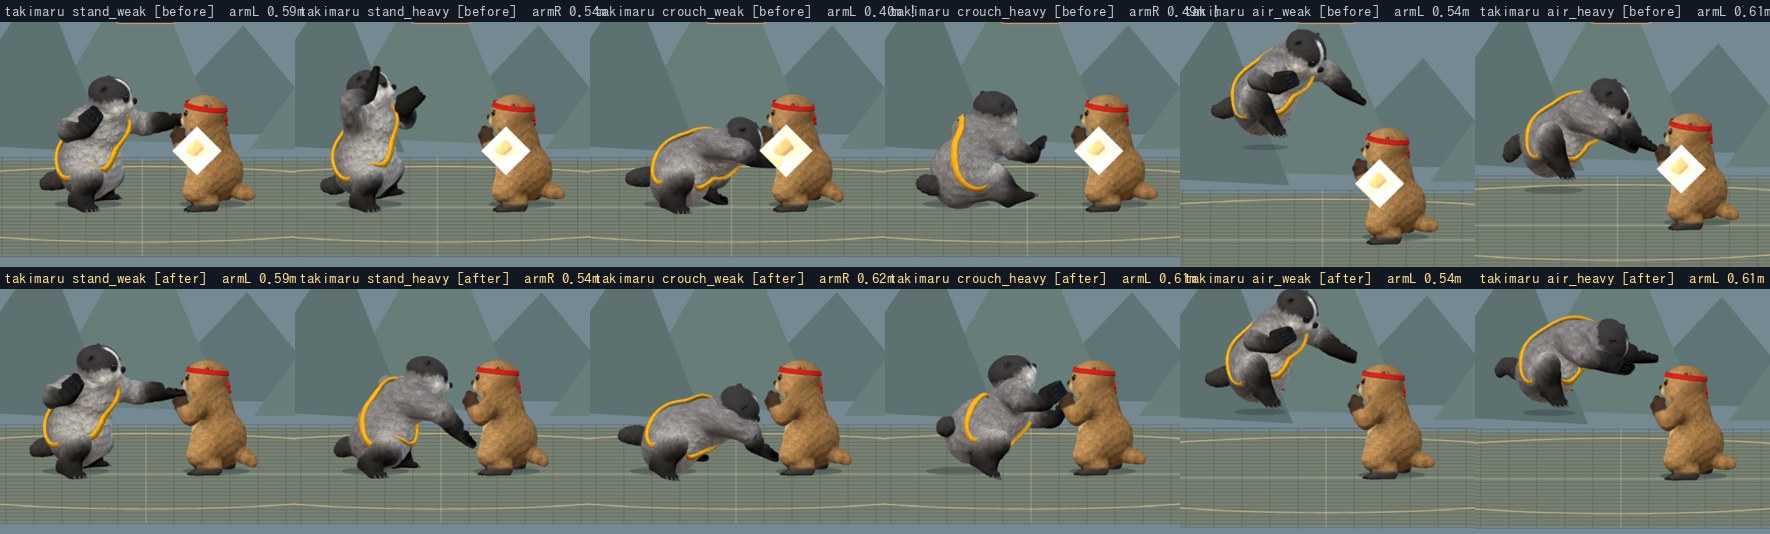 takimaru stand_weak [before]  armL 0.59m
takimaru stand_heavy [before]  armR 0.54m
takimaru crouch_weak [before]  armL 0.40m
takimaru crouch_heavy [before]  armR 0.49m
takimaru air_weak [before]  armL 0.54m
takimaru air_heavy [before]  armL 0.61m
takimaru stand_weak [after]  armL 0.59m
takimaru stand_heavy [after]  armR 0.54m
takimaru crouch_weak [after]  armR 0.62m
takimaru crouch_heavy [after]  armL 0.61m
takimaru air_weak [after]  armL 0.54m
takimaru air_heavy [after]  armL 0.61m